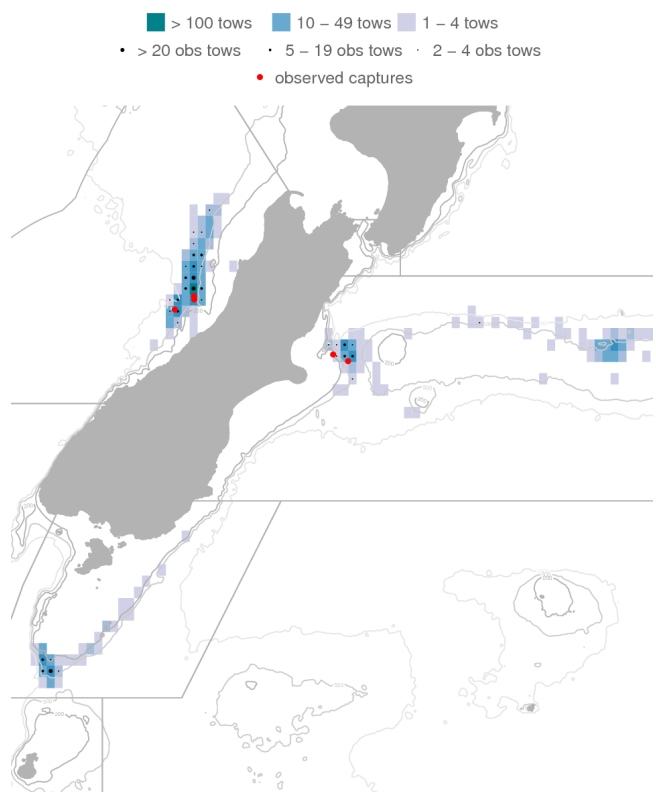 > 100 tows 10 − 49 tows 1 − 4 tows
> 20 obs tows 5 − 19 obs tows 2 − 4 obs tows
observed captures